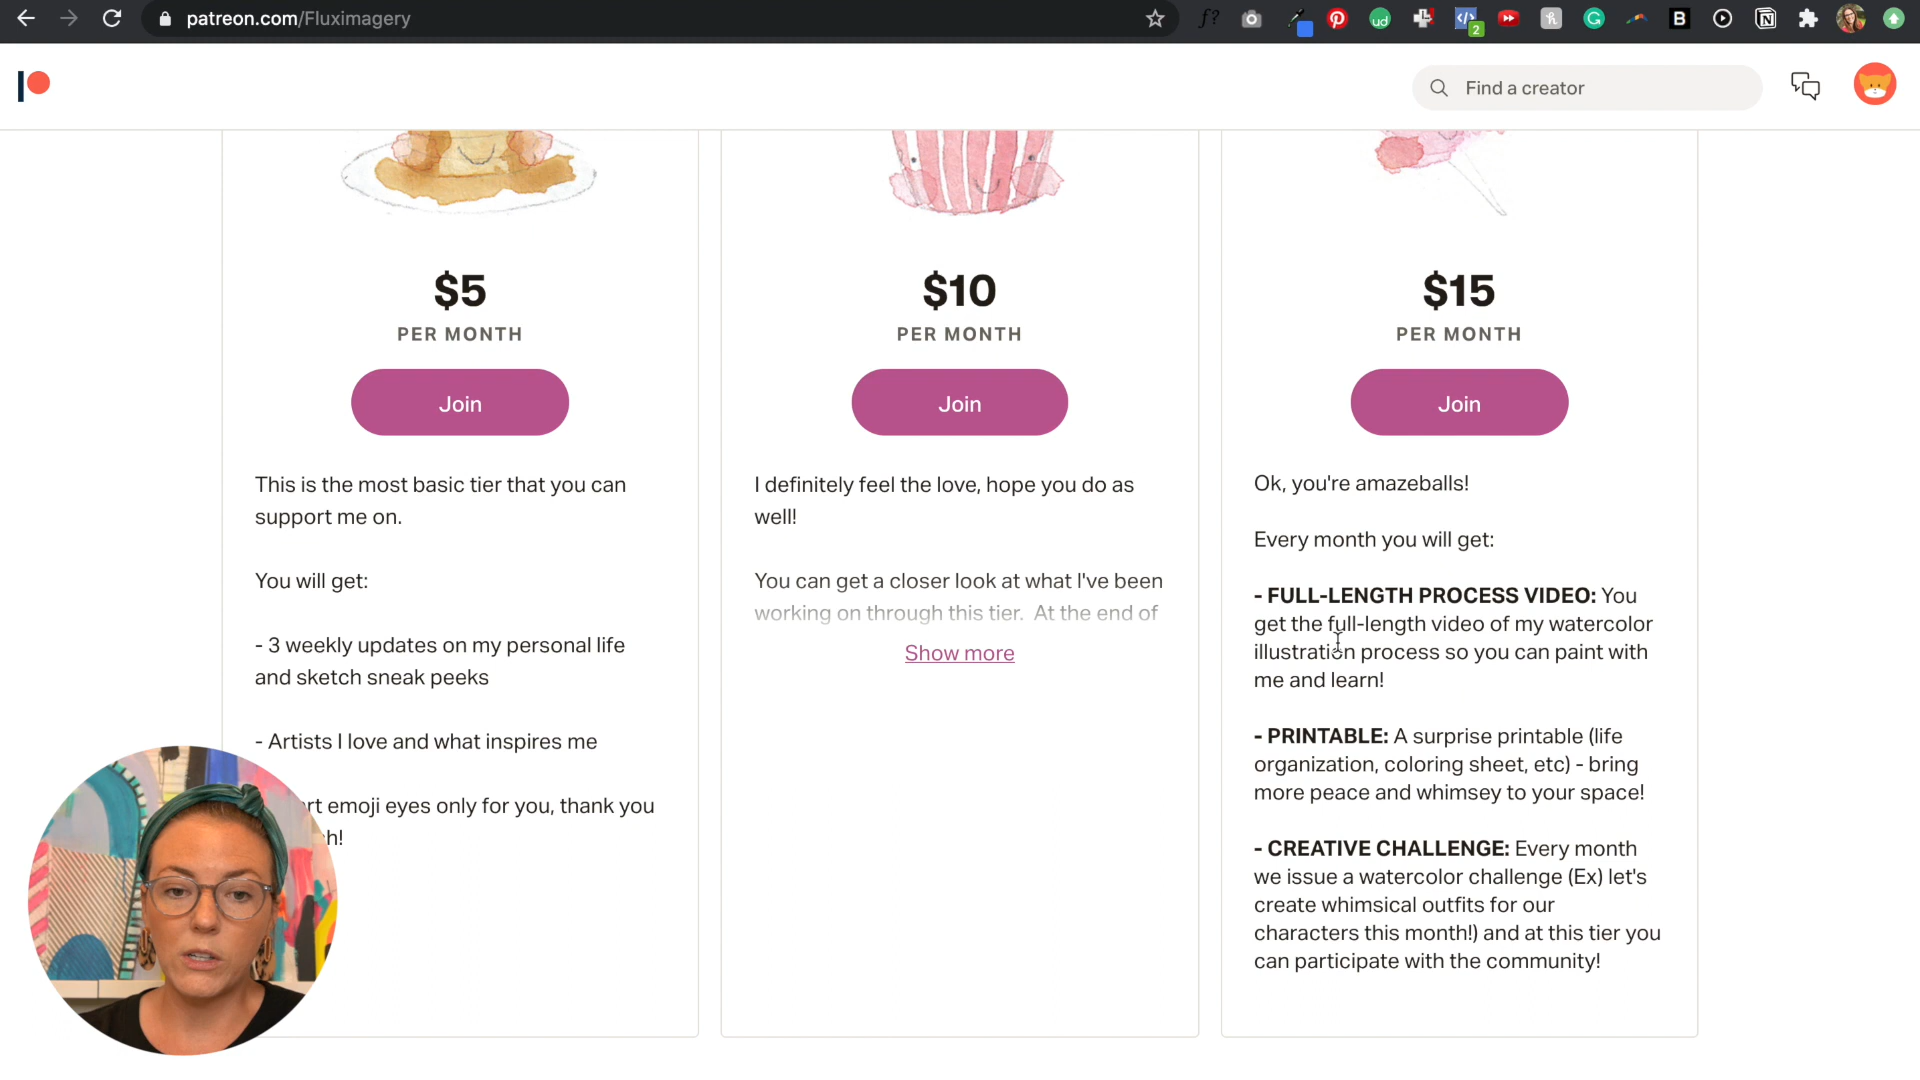 patreon.com/Fluximagery
f?
ud
2
G
B
N
Find a creator
$5
PER MONTH
Join
This is the most basic tier that you can
support me on.
You will get:
- 3 weekly updates on my personal life
and sketch sneak peeks
- Artists I love and what inspires me
emoji eyes only for you, thank you
$10
PER MONTH
Join
I definitely feel the love, hope you do as
well!
You can get a closer look at what I've been
working on through this tier. At the end of
Show more
$15
PER MONTH
Join
Ok, you're amazeballs!
Every month you will get:
- FULL-LENGTH PROCESS VIDEO: You
get the full-length video of my watercolor
illustration process so you can paint with
me and learn!
- PRINTABLE: A surprise printable (life
organization, coloring sheet, etc) - bring
more peace and whimsey to your space!
- CREATIVE CHALLENGE: Every month
we issue a watercolor challenge (Ex) let's
create whimsical outfits for our
characters this month!) and at this tier you
can participate with the community!